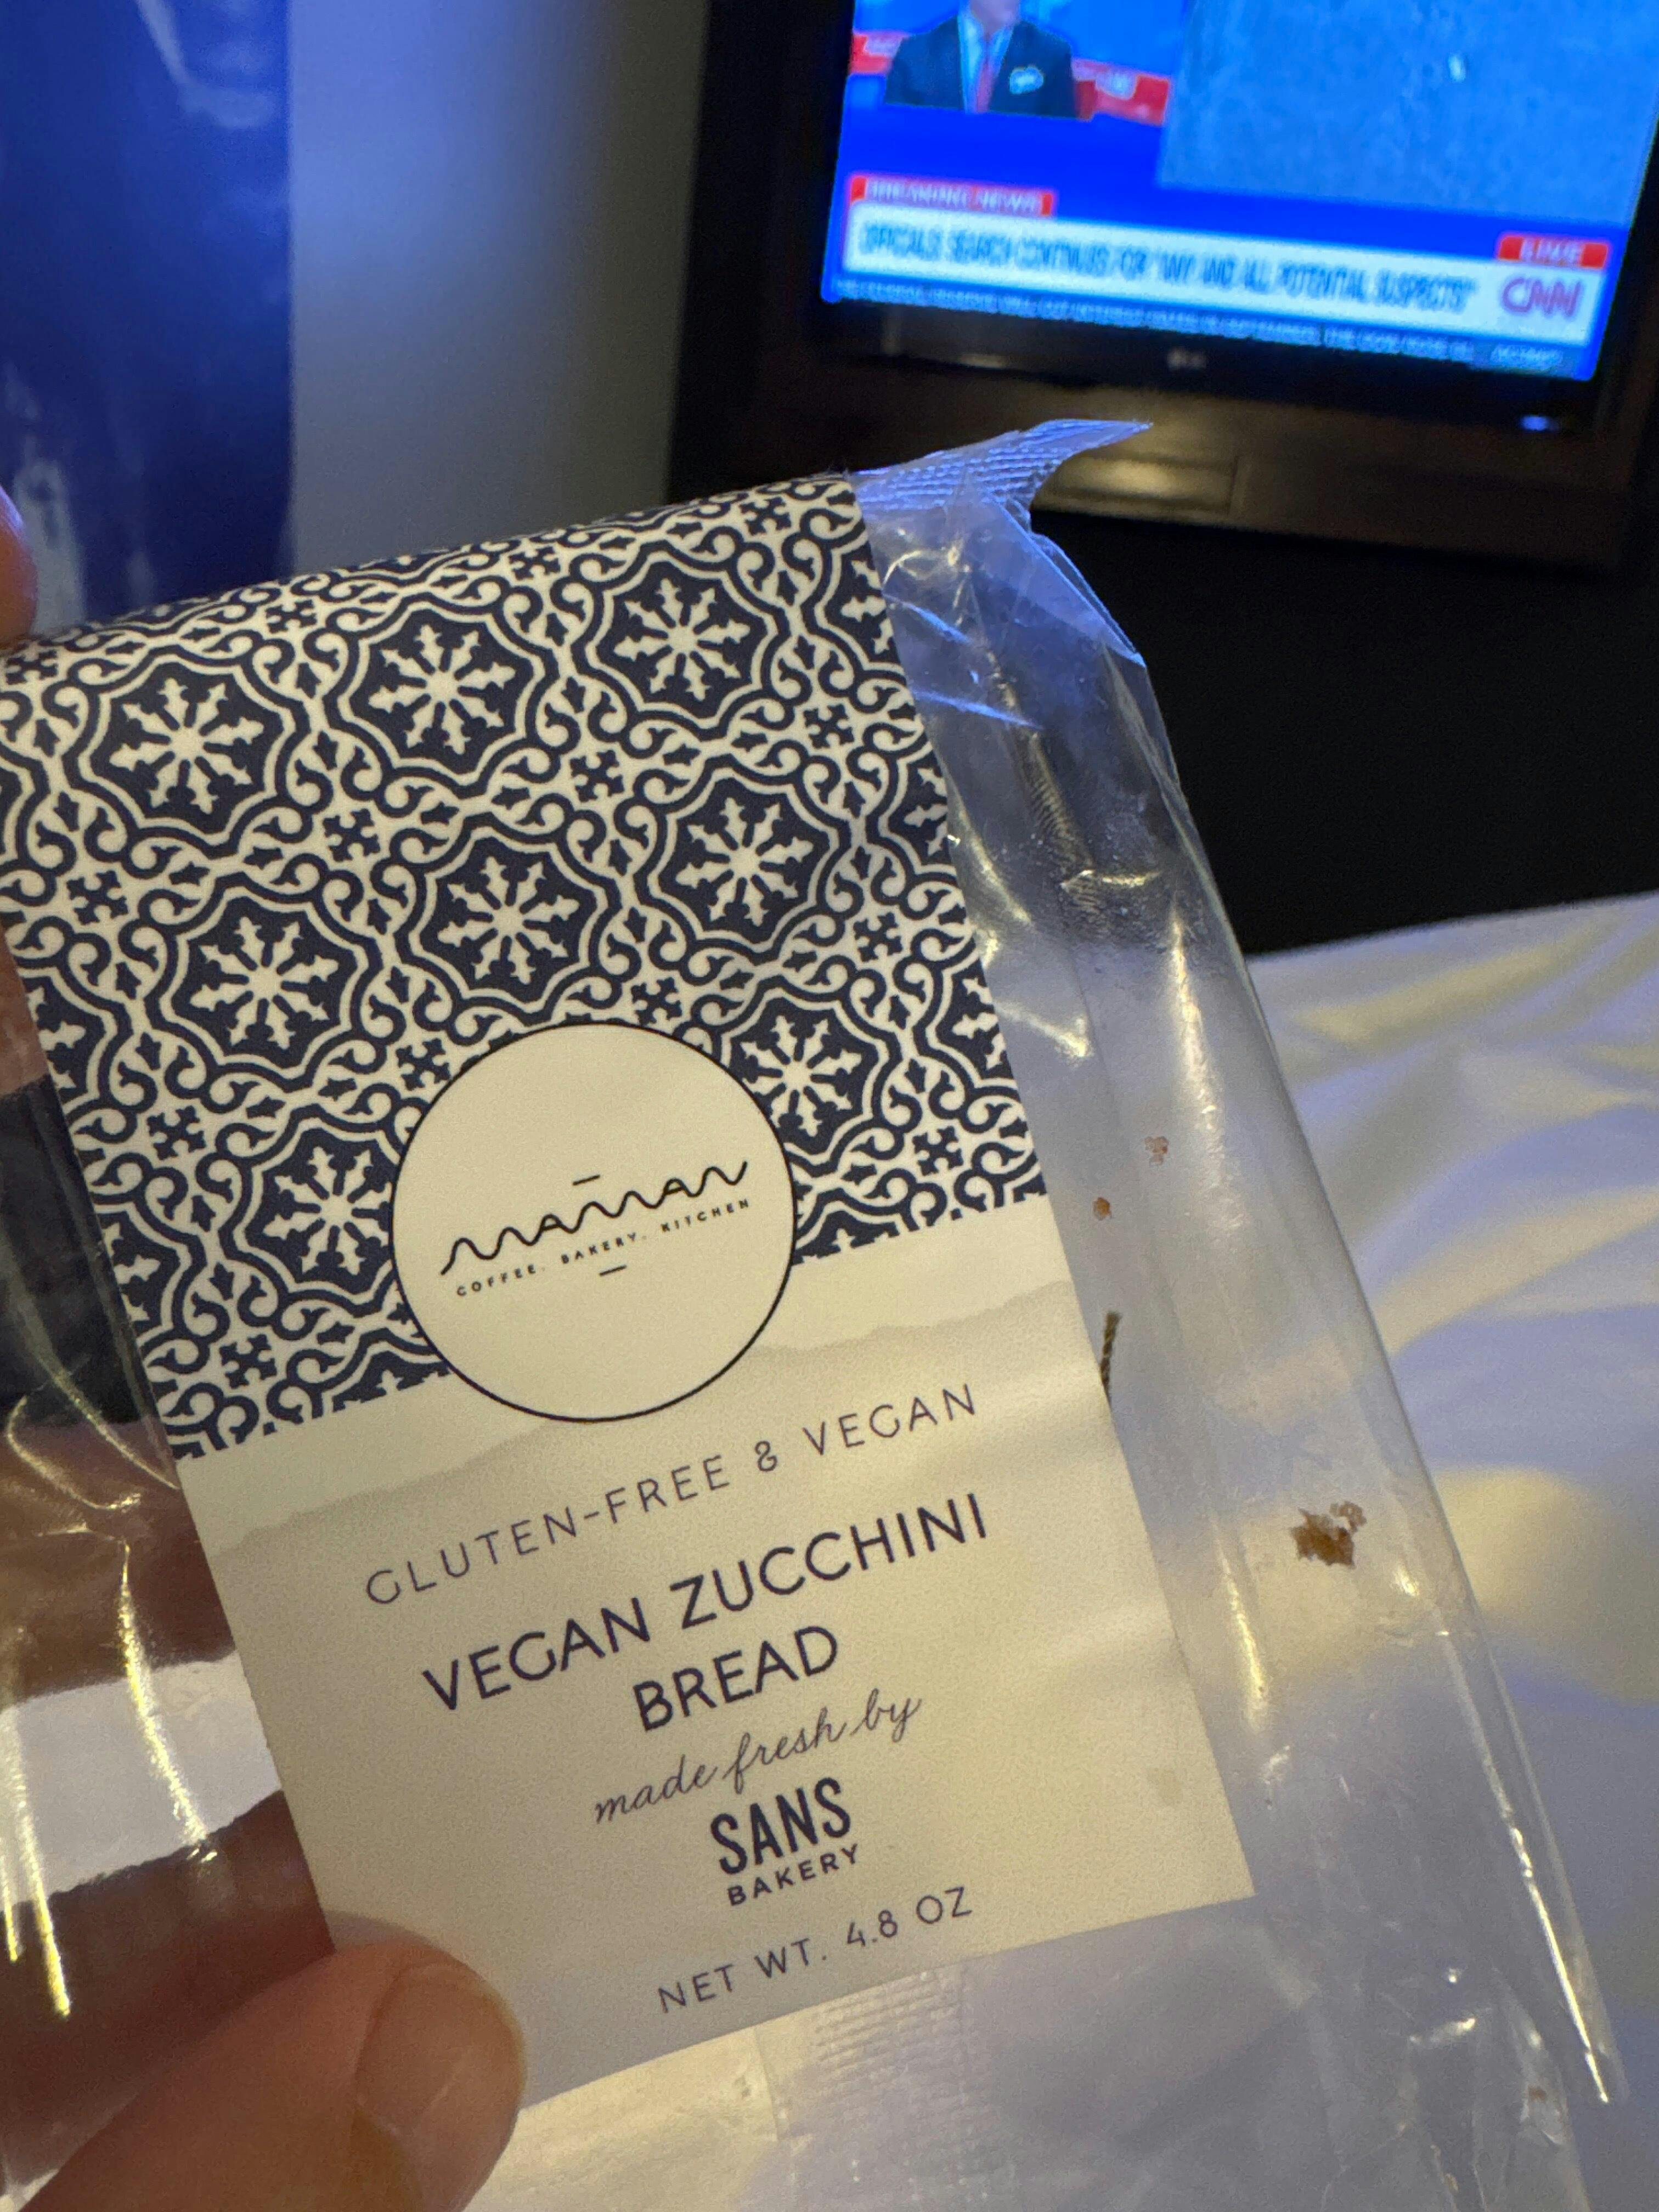 BREAKING NEWS
OFFICIALS: SEARCH CONTINUES FOR "ANY AND ALL POTENTIAL SUSPECTS"
CNN
LG
maman
COFFEE. BAKERY. KITCHEN
GLUTEN-FREE & VEGAN
VEGAN ZUCCHINI
BREAD
made fresh by
SANS
BAKERY
NET WT. 4.8 OZ